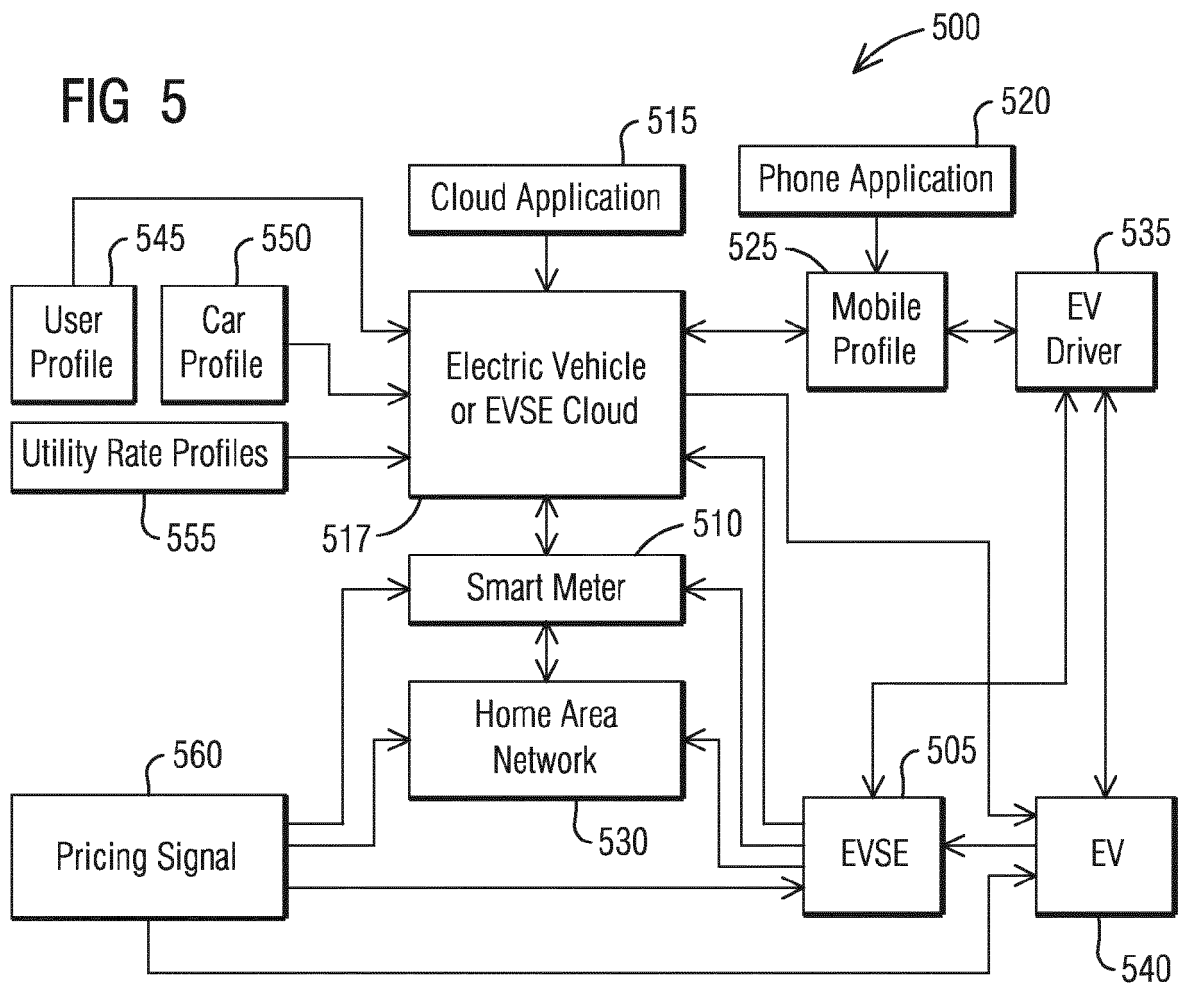 500
FIG 5
515
520
Cloud Application
Phone Application
545
550
525
535
User
Profile
Car
Profile
Mobile
Profile
EV
Driver
Electric Vehicle
or EVSE Cloud
Utility Rate Profiles
555
517
510
Smart Meter
Home Area
Network
560
505
530
Pricing Signal
EVSE
EV
540